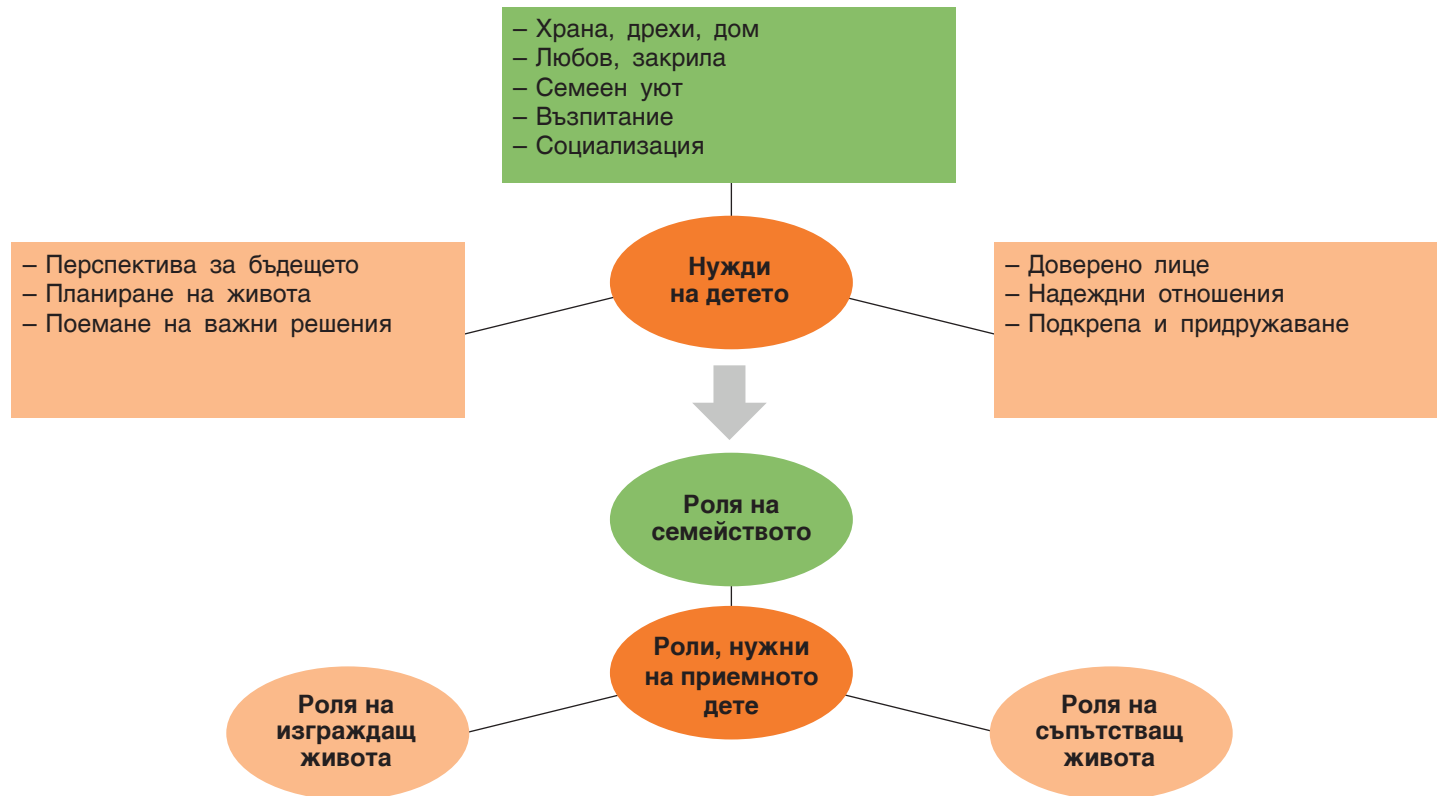 – Храна, дрехи, дом
– Любов, закрила
– Семеен уют
– Възпитание
– Социализация
Нужди
на детето
– Перспектива за бъдещето
– Планиране на живота
– Поемане на важни решения
– Доверено лице
– Надеждни отношения
– Подкрепа и придружаване
Роля на
семейството
Роли, нужни
на приемното
дете
Роля на
изграждащ
живота
Роля на
съпътстващ
живота